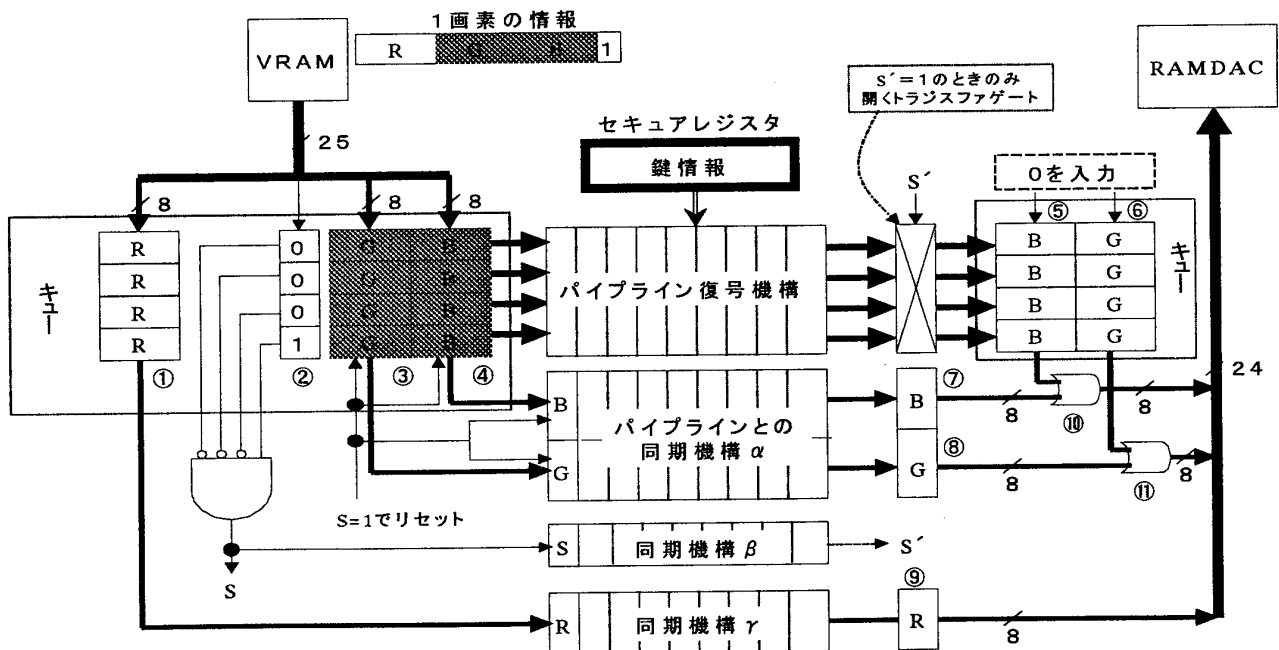 1画素の情報
R G B 1
VRAM
RAMDAC
S´=1のときのみ
開くトランスファゲート
25
セキュアレジスタ
鍵情報
8 8 8
S´
0を入力
⑤ ⑥
キュー
R 0 G B
R 0 G B
R 0 G B
R 1 G B
① ② ③ ④
パイプライン復号機構
B G
B G
B G
B G
キュー
24
B
G
パイプラインとの
同期機構α
⑦
B
8
⑩
8
⑧
G
8
⑪
8
S=1でリセット
S
同期機構β
S´
S
⑨
R
同期機構γ
R
8